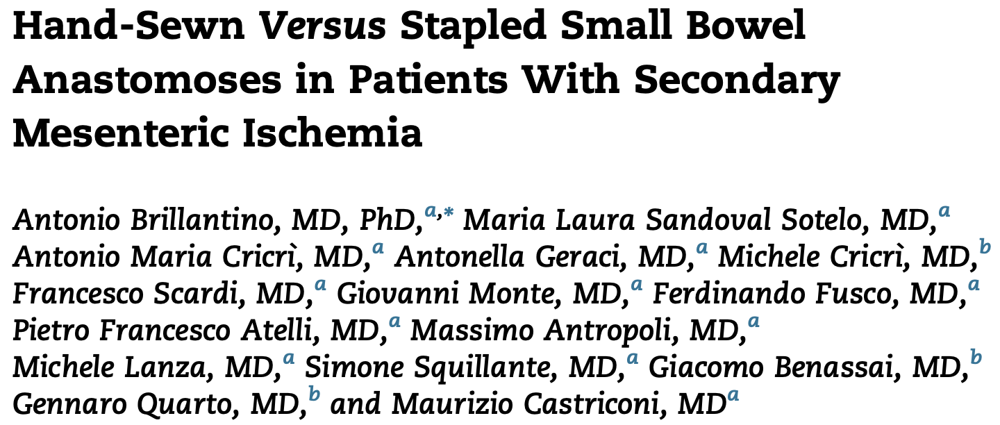 Hand-Sewn Versus Stapled Small Bowel
Anastomoses in Patients With Secondary
Mesenteric Ischemia
Antonio Brillantino, MD, PhD,a,* Maria Laura Sandoval Sotelo, MD,a
Antonio Maria Cricrì, MD,a Antonella Geraci, MD,a Michele Cricrì, MD,b
Francesco Scardi, MD,a Giovanni Monte, MD,a Ferdinando Fusco, MD,a
Pietro Francesco Atelli, MD,a Massimo Antropoli, MD,a
Michele Lanza, MD,a Simone Squillante, MD,a Giacomo Benassai, MD,b
Gennaro Quarto, MD,b and Maurizio Castriconi, MDa